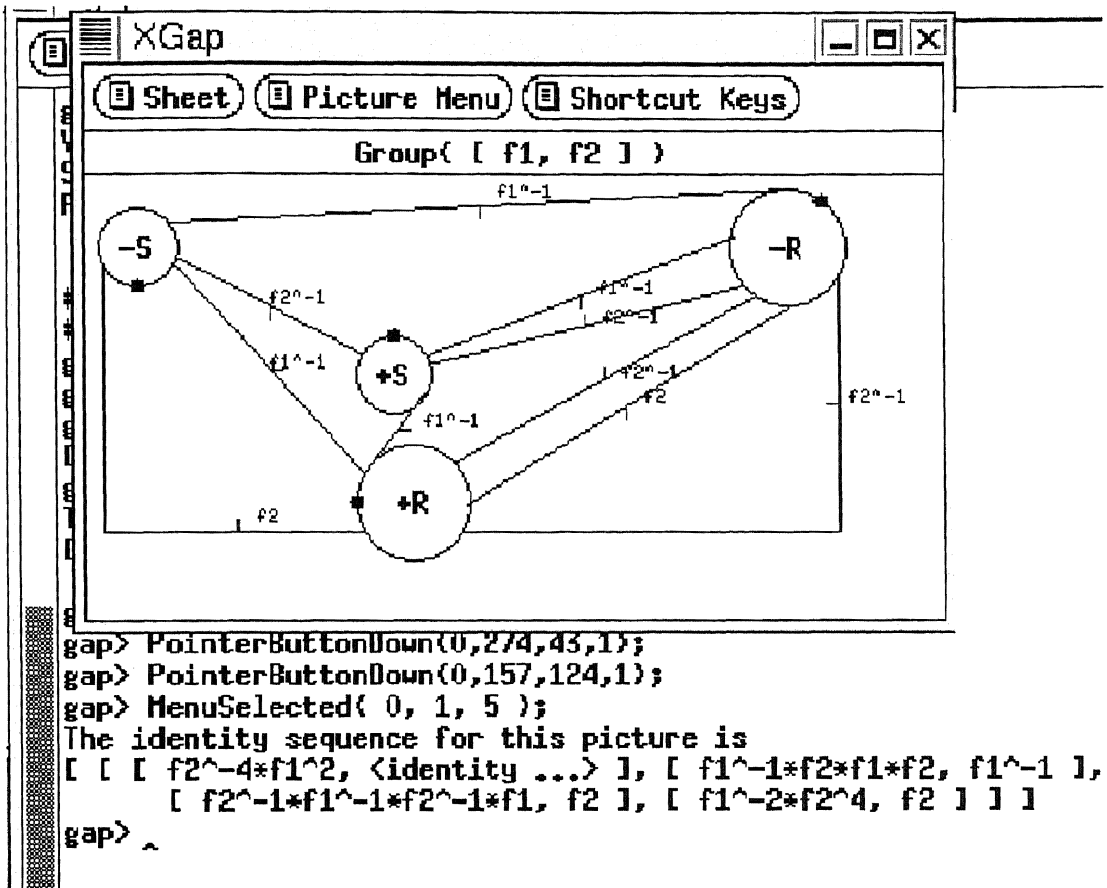 XGap
Sheet Picture Menu Shortcut Keys
Group( [ f1, f2 ] )
f1^-1
-S
-R
f2^-1
f1^-1
f2^-1
f1^-1
+S
f2^-1
f2
f2^-1
f1^-1
+R
f2
gap> PointerButtonDown(0,274,43,1);
gap> PointerButtonDown(0,157,124,1);
gap> MenuSelected( 0, 1, 5 );
The identity sequence for this picture is
[ [ [ f2^-4*f1^2, <identity ...> ], [ f1^-1*f2*f1*f2, f1^-1 ],
[ f2^-1*f1^-1*f2^-1*f1, f2 ], [ f1^-2*f2^4, f2 ] ] ]
gap>